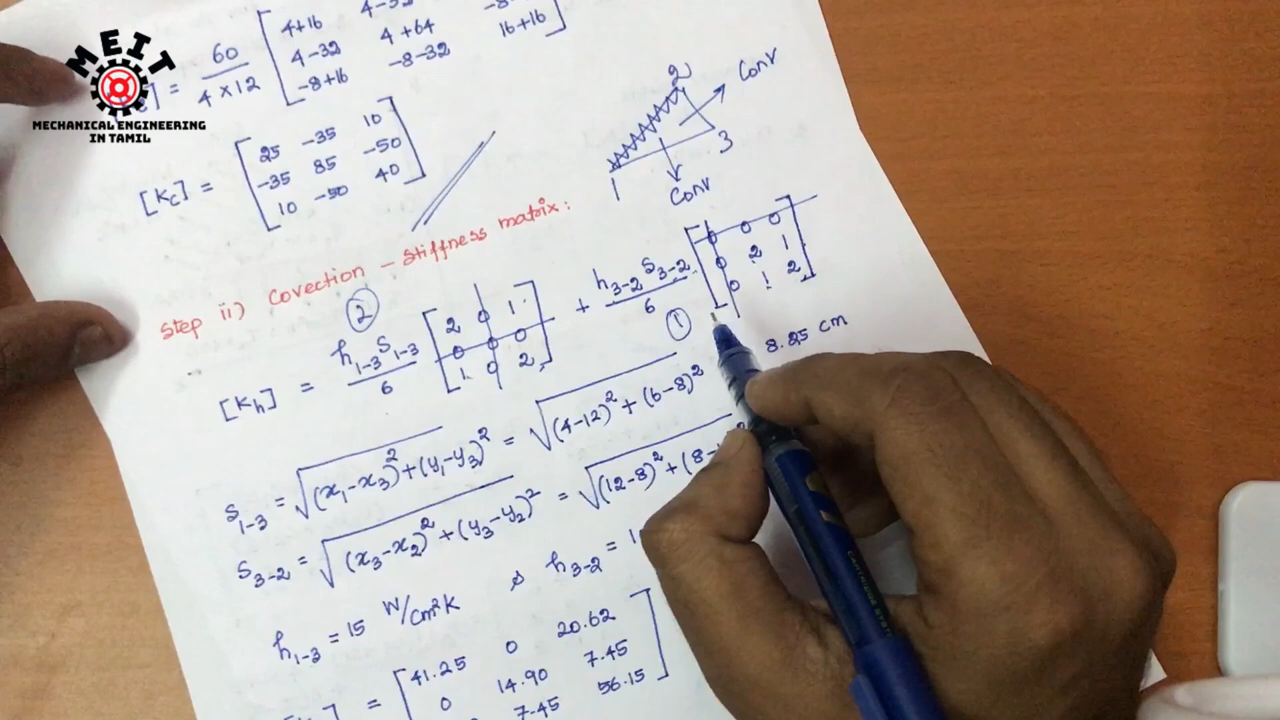 MEIT
MECHANICAL ENGINEERING
IN TAMIL
] = 60/(4×12) [ 4+16
4-32 4+64
-8+16 -8-32 16+16 ]
[Kc] = [ 25 -35 10
-35 85 -50
10 -50 40 ]
2 Conv
1 3
Conv
Step ii) Covection - Stiffness matrix:
② ①
[Kh] = h1-3 S1-3/6 [ 2 0 1
0 0 0
1 0 2 ] + h3-2 S3-2/6 [ 0 0 0
0 2 1
0 1 2 ]
S1-3 = √(x1-x3)² + (y1-y3)² = √(4-12)² + (6-8)² 8.25 cm
S3-2 = √(x3-x2)² + (y3-y2)² = √(12-8)² + (8-
h1-3 = 15 W/cm²K & h3-2 = 1
= [ 41.25 0 20.62
0 14.90 7.45
7.45 56.15 ]